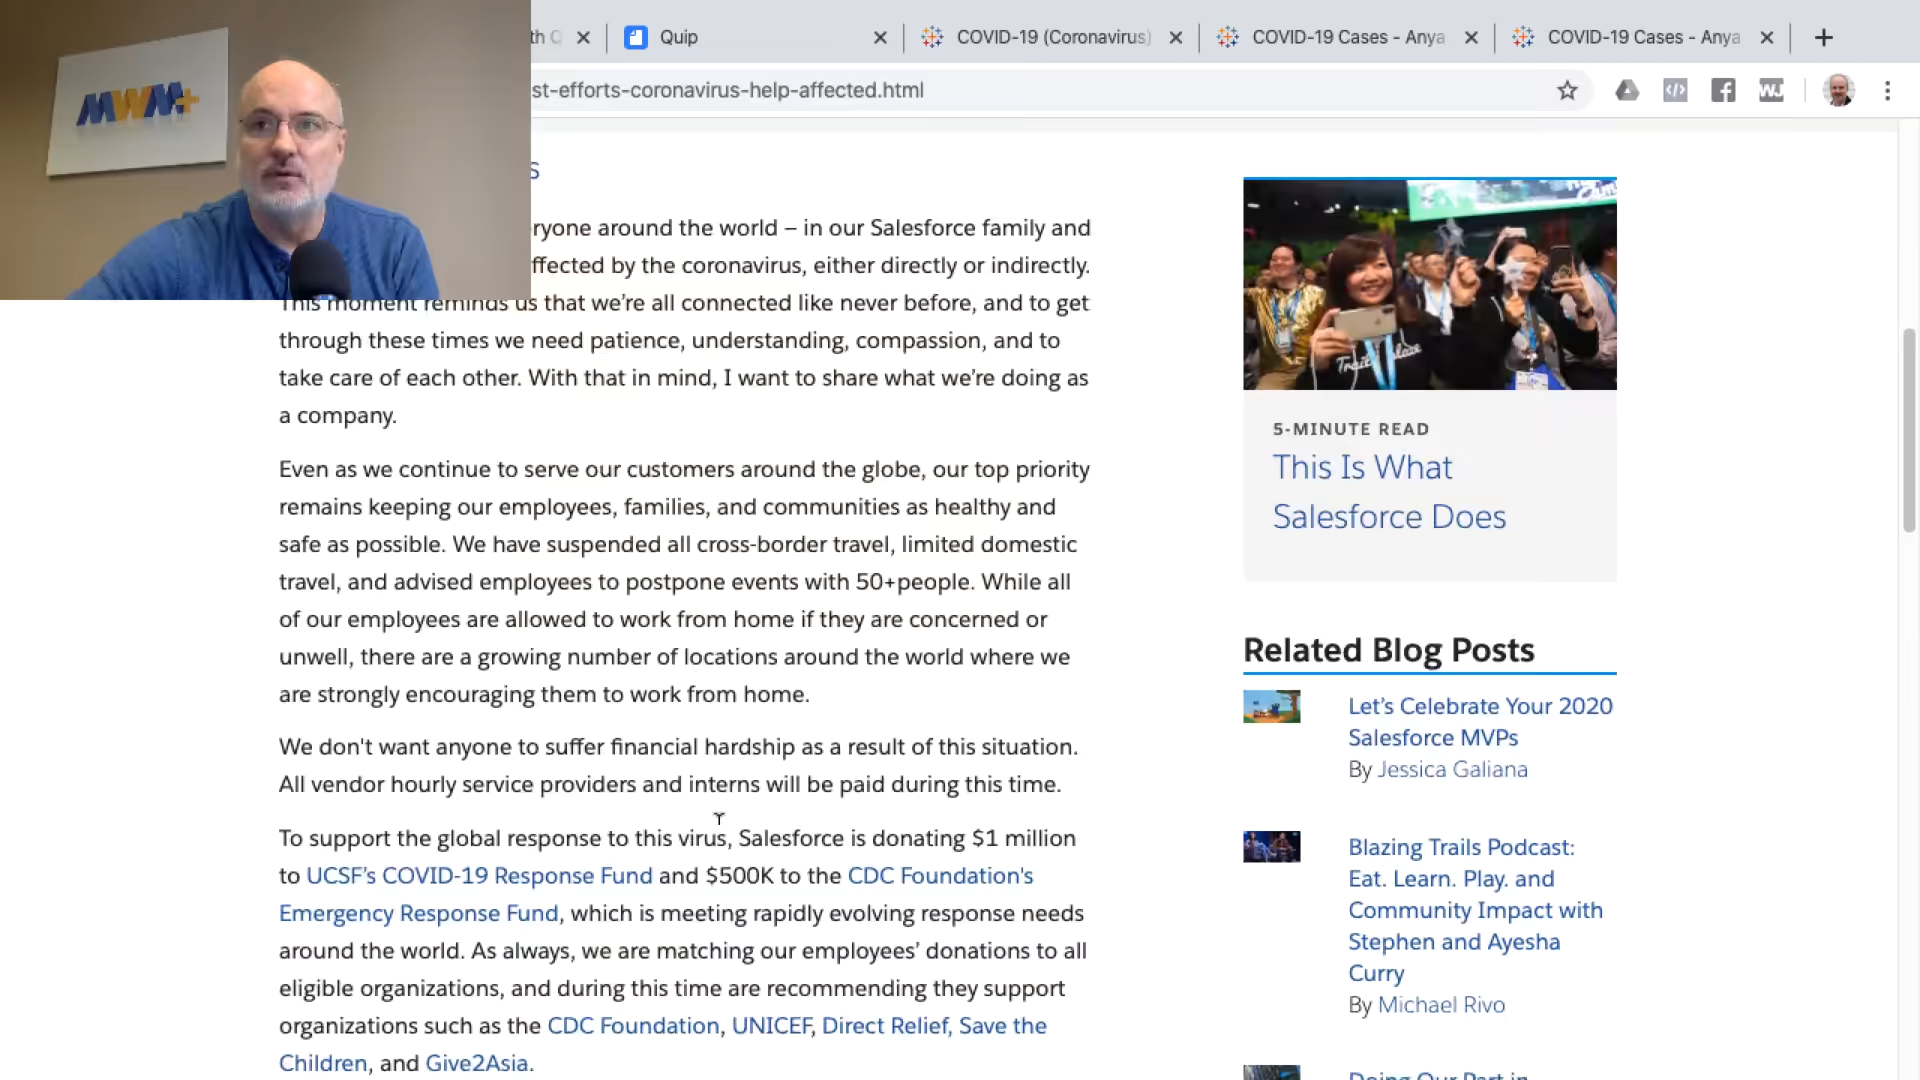 MWM+
Quip
COVID-19 (Coronavirus)
COVID-19 Cases - Anya
COVID-19 Cases - Anya
st-efforts-coronavirus-help-affected.html
WJ
ryone around the world – in our Salesforce family and
ffected by the coronavirus, either directly or indirectly.
This moment reminds us that we’re all connected like never before, and to get
through these times we need patience, understanding, compassion, and to
take care of each other. With that in mind, I want to share what we’re doing as
a company.
Even as we continue to serve our customers around the globe, our top priority
remains keeping our employees, families, and communities as healthy and
safe as possible. We have suspended all cross-border travel, limited domestic
travel, and advised employees to postpone events with 50+people. While all
of our employees are allowed to work from home if they are concerned or
unwell, there are a growing number of locations around the world where we
are strongly encouraging them to work from home.
We don't want anyone to suffer financial hardship as a result of this situation.
All vendor hourly service providers and interns will be paid during this time.
To support the global response to this virus, Salesforce is donating $1 million
to UCSF’s COVID-19 Response Fund and $500K to the CDC Foundation's
Emergency Response Fund, which is meeting rapidly evolving response needs
around the world. As always, we are matching our employees’ donations to all
eligible organizations, and during this time are recommending they support
organizations such as the CDC Foundation, UNICEF, Direct Relief, Save the
Children, and Give2Asia.
5-MINUTE READ
This Is What
Salesforce Does
Related Blog Posts
Let’s Celebrate Your 2020
Salesforce MVPs
By Jessica Galiana
Blazing Trails Podcast:
Eat. Learn. Play. and
Community Impact with
Stephen and Ayesha
Curry
By Michael Rivo
Doing Our Part in